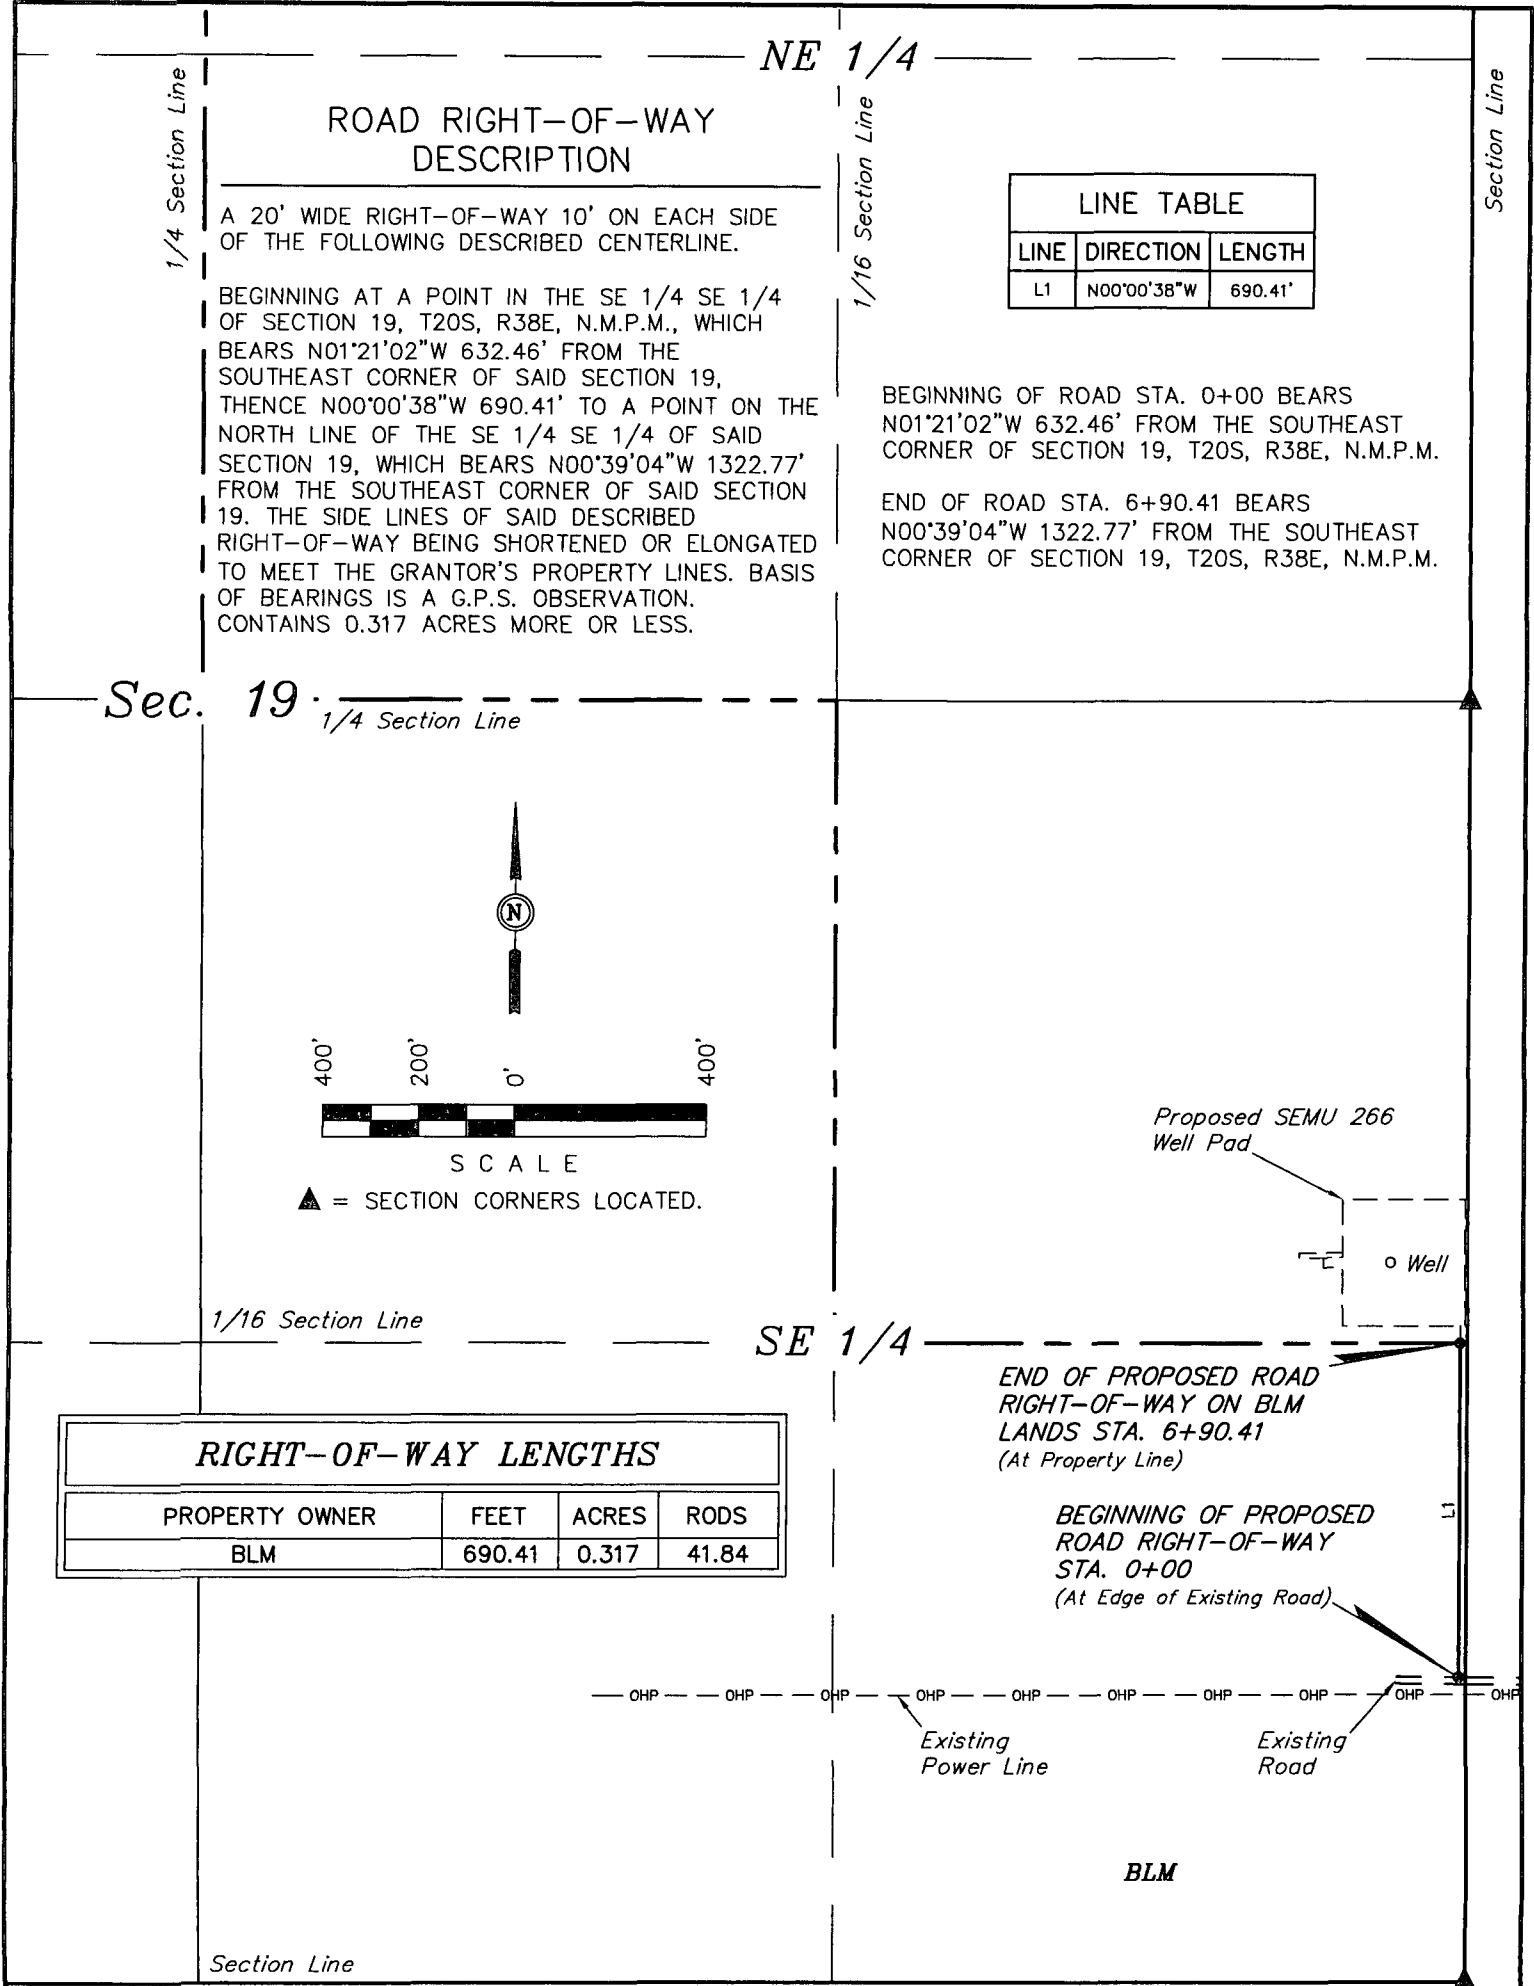 NE 1/4
1/4 Section Line
ROAD RIGHT-OF-WAY
DESCRIPTION
A 20' WIDE RIGHT-OF-WAY 10' ON EACH SIDE
OF THE FOLLOWING DESCRIBED CENTERLINE.
BEGINNING AT A POINT IN THE SE 1/4 SE 1/4
OF SECTION 19, T20S, R38E, N.M.P.M., WHICH
BEARS N01°21'02"W 632.46' FROM THE
SOUTHEAST CORNER OF SAID SECTION 19,
THENCE N00°00'38"W 690.41' TO A POINT ON THE
NORTH LINE OF THE SE 1/4 SE 1/4 OF SAID
SECTION 19, WHICH BEARS N00°39'04"W 1322.77'
FROM THE SOUTHEAST CORNER OF SAID SECTION
19. THE SIDE LINES OF SAID DESCRIBED
RIGHT-OF-WAY BEING SHORTENED OR ELONGATED
TO MEET THE GRANTOR'S PROPERTY LINES. BASIS
OF BEARINGS IS A G.P.S. OBSERVATION.
CONTAINS 0.317 ACRES MORE OR LESS.
1/16 Section Line
LINE TABLE
LINE DIRECTION LENGTH
L1 N00°00'38"W 690.41'
Section Line
BEGINNING OF ROAD STA. 0+00 BEARS
N01°21'02"W 632.46' FROM THE SOUTHEAST
CORNER OF SECTION 19, T20S, R38E, N.M.P.M.
END OF ROAD STA. 6+90.41 BEARS
N00°39'04"W 1322.77' FROM THE SOUTHEAST
CORNER OF SECTION 19, T20S, R38E, N.M.P.M.
Sec. 19
1/4 Section Line
N
400' 200' 0' 400'
SCALE
▲ = SECTION CORNERS LOCATED.
Proposed SEMU 266
Well Pad
Well
1/16 Section Line
SE 1/4
END OF PROPOSED ROAD
RIGHT-OF-WAY ON BLM
LANDS STA. 6+90.41
(At Property Line)
RIGHT-OF-WAY LENGTHS
PROPERTY OWNER FEET ACRES RODS
BLM 690.41 0.317 41.84
L1
BEGINNING OF PROPOSED
ROAD RIGHT-OF-WAY
STA. 0+00
(At Edge of Existing Road)
OHP OHP OHP OHP OHP OHP OHP OHP OHP OHP
Existing
Power Line
Existing
Road
BLM
Section Line